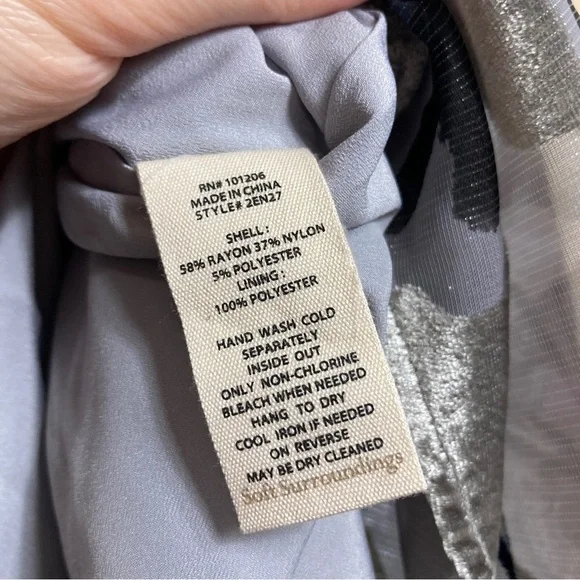 RN# 101206
MADE IN CHINA
STYLE# 2EN27
SHELL :
58% RAYON 37% NYLON
5% POLYESTER
LINING :
100% POLYESTER
HAND WASH COLD
SEPARATELY
INSIDE OUT
ONLY NON-CHLORINE
BLEACH WHEN NEEDED
HANG TO DRY
COOL IRON IF NEEDED
ON REVERSE
MAY BE DRY CLEANED
Soft Surroundings